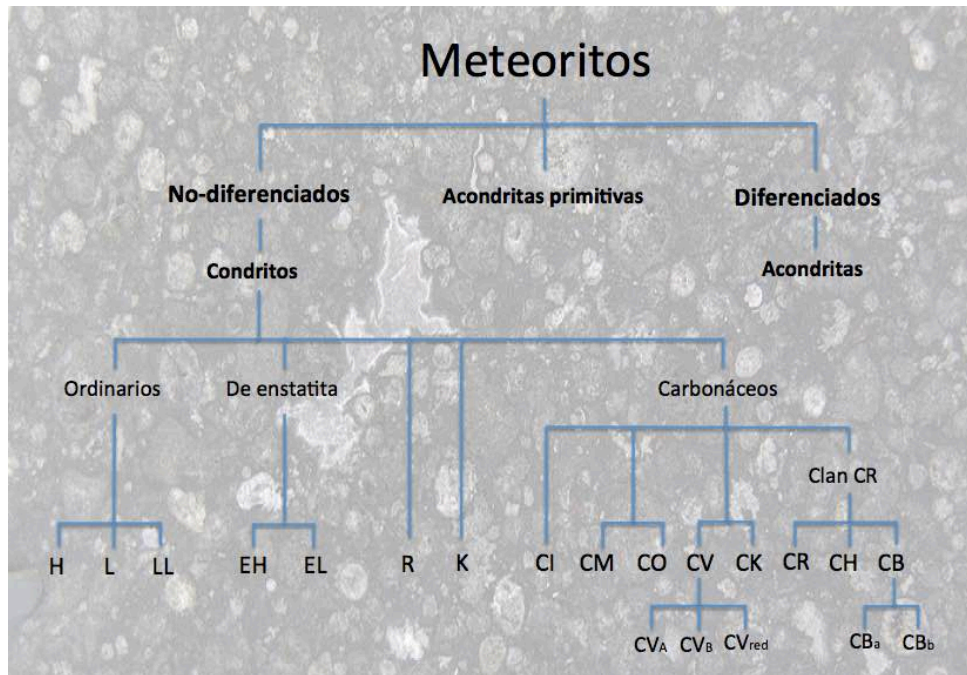 Meteoritos
No-diferenciados Acondritas primitivas Diferenciados
Condritos Acondritas
Ordinarios De enstatita Carbonáceos
Clan CR
H L LL EH EL R K CI CM CO CV CK CR CH CB
CVA CVB CVred CBa CBb